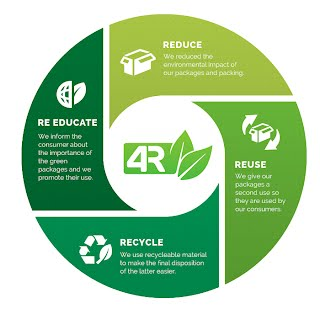 REDUCE
We reduced the
environmental impact of
our packages and packing.
RE EDUCATE
We inform the
consumer about
the importance of
the green
packages and we
promote their use.
4R
REUSE
We give our
packages a
second use so
they are used by
our consumers.
RECYCLE
We use recycleable material
to make the final disposition
of the latter easier.